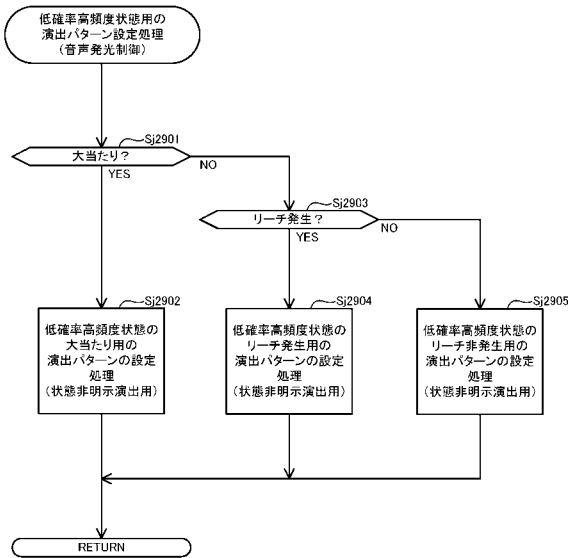 低確率高頻度状態用の
演出パターン設定処理
(音声発光制御)
Sj2901
大当たり?
YES
NO
Sj2903
リーチ発生?
YES
NO
Sj2902
低確率高頻度状態の
大当たり用の
演出パターンの設定
処理
(状態非明示演出用)
Sj2904
低確率高頻度状態の
リーチ発生用の
演出パターンの設定
処理
(状態非明示演出用)
Sj2905
低確率高頻度状態の
リーチ非発生用の
演出パターンの設定
処理
(状態非明示演出用)
RETURN